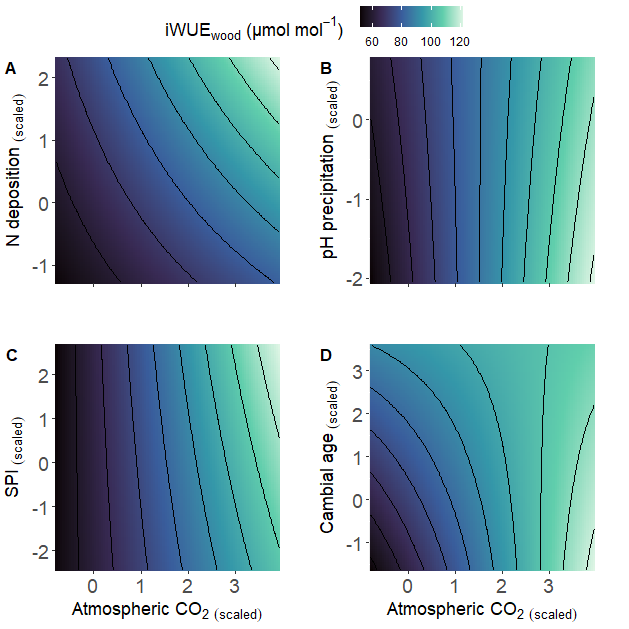 iWUEwood (µmol mol⁻¹)
60 80 100 120
A
N deposition (scaled)
2
1
0
-1
B
pH precipitation (scaled)
0
-1
-2
C
SPI (scaled)
2
1
0
-1
-2
0 1 2 3
Atmospheric CO₂ (scaled)
D
Cambial age (scaled)
3
2
1
0
-1
0 1 2 3
Atmospheric CO₂ (scaled)